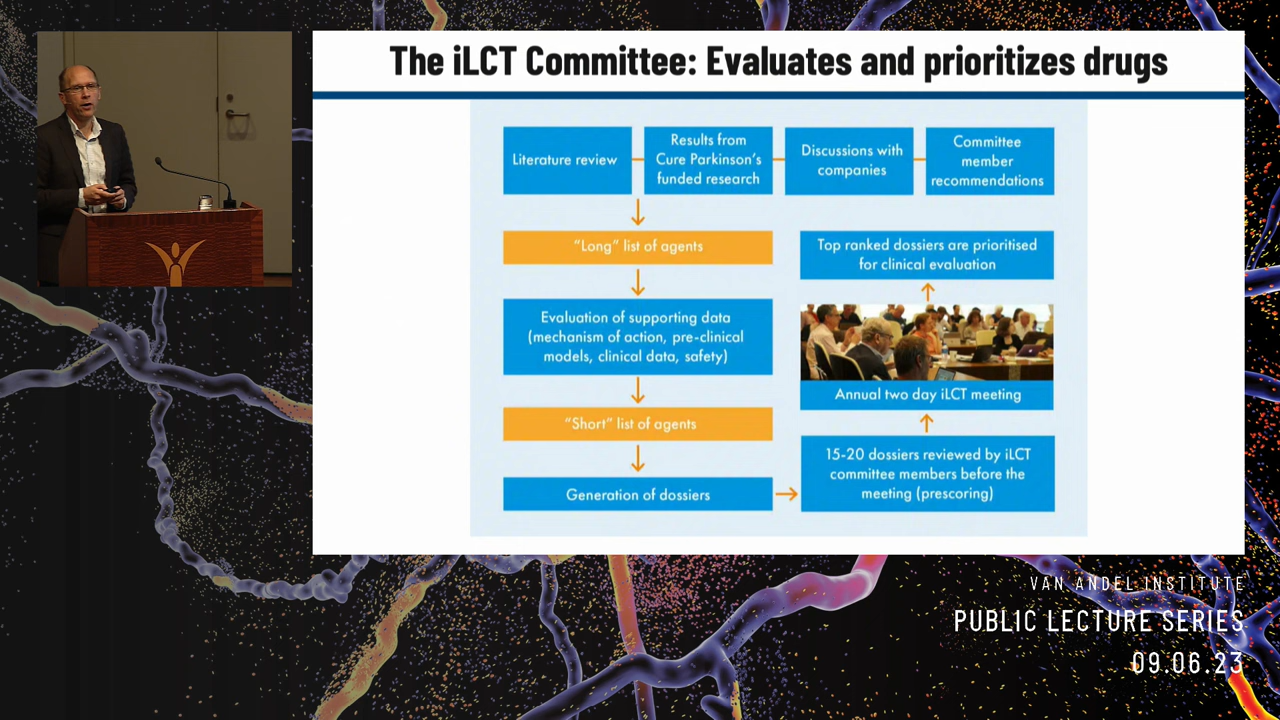 The iLCT Committee: Evaluates and prioritizes drugs
Literature review
Results from
Cure Parkinson's
funded research
Discussions with
companies
Committee
member
recommendations
"Long" list of agents
Evaluation of supporting data
(mechanism of action, pre-clinical
models, clinical data, safety)
"Short" list of agents
Generation of dossiers
15-20 dossiers reviewed by iLCT
committee members before the
meeting (prescoring)
Annual two day iLCT meeting
Top ranked dossiers are prioritised
for clinical evaluation
VAN ANDEL INSTITUTE
PUBLIC LECTURE SERIES
09.06.23